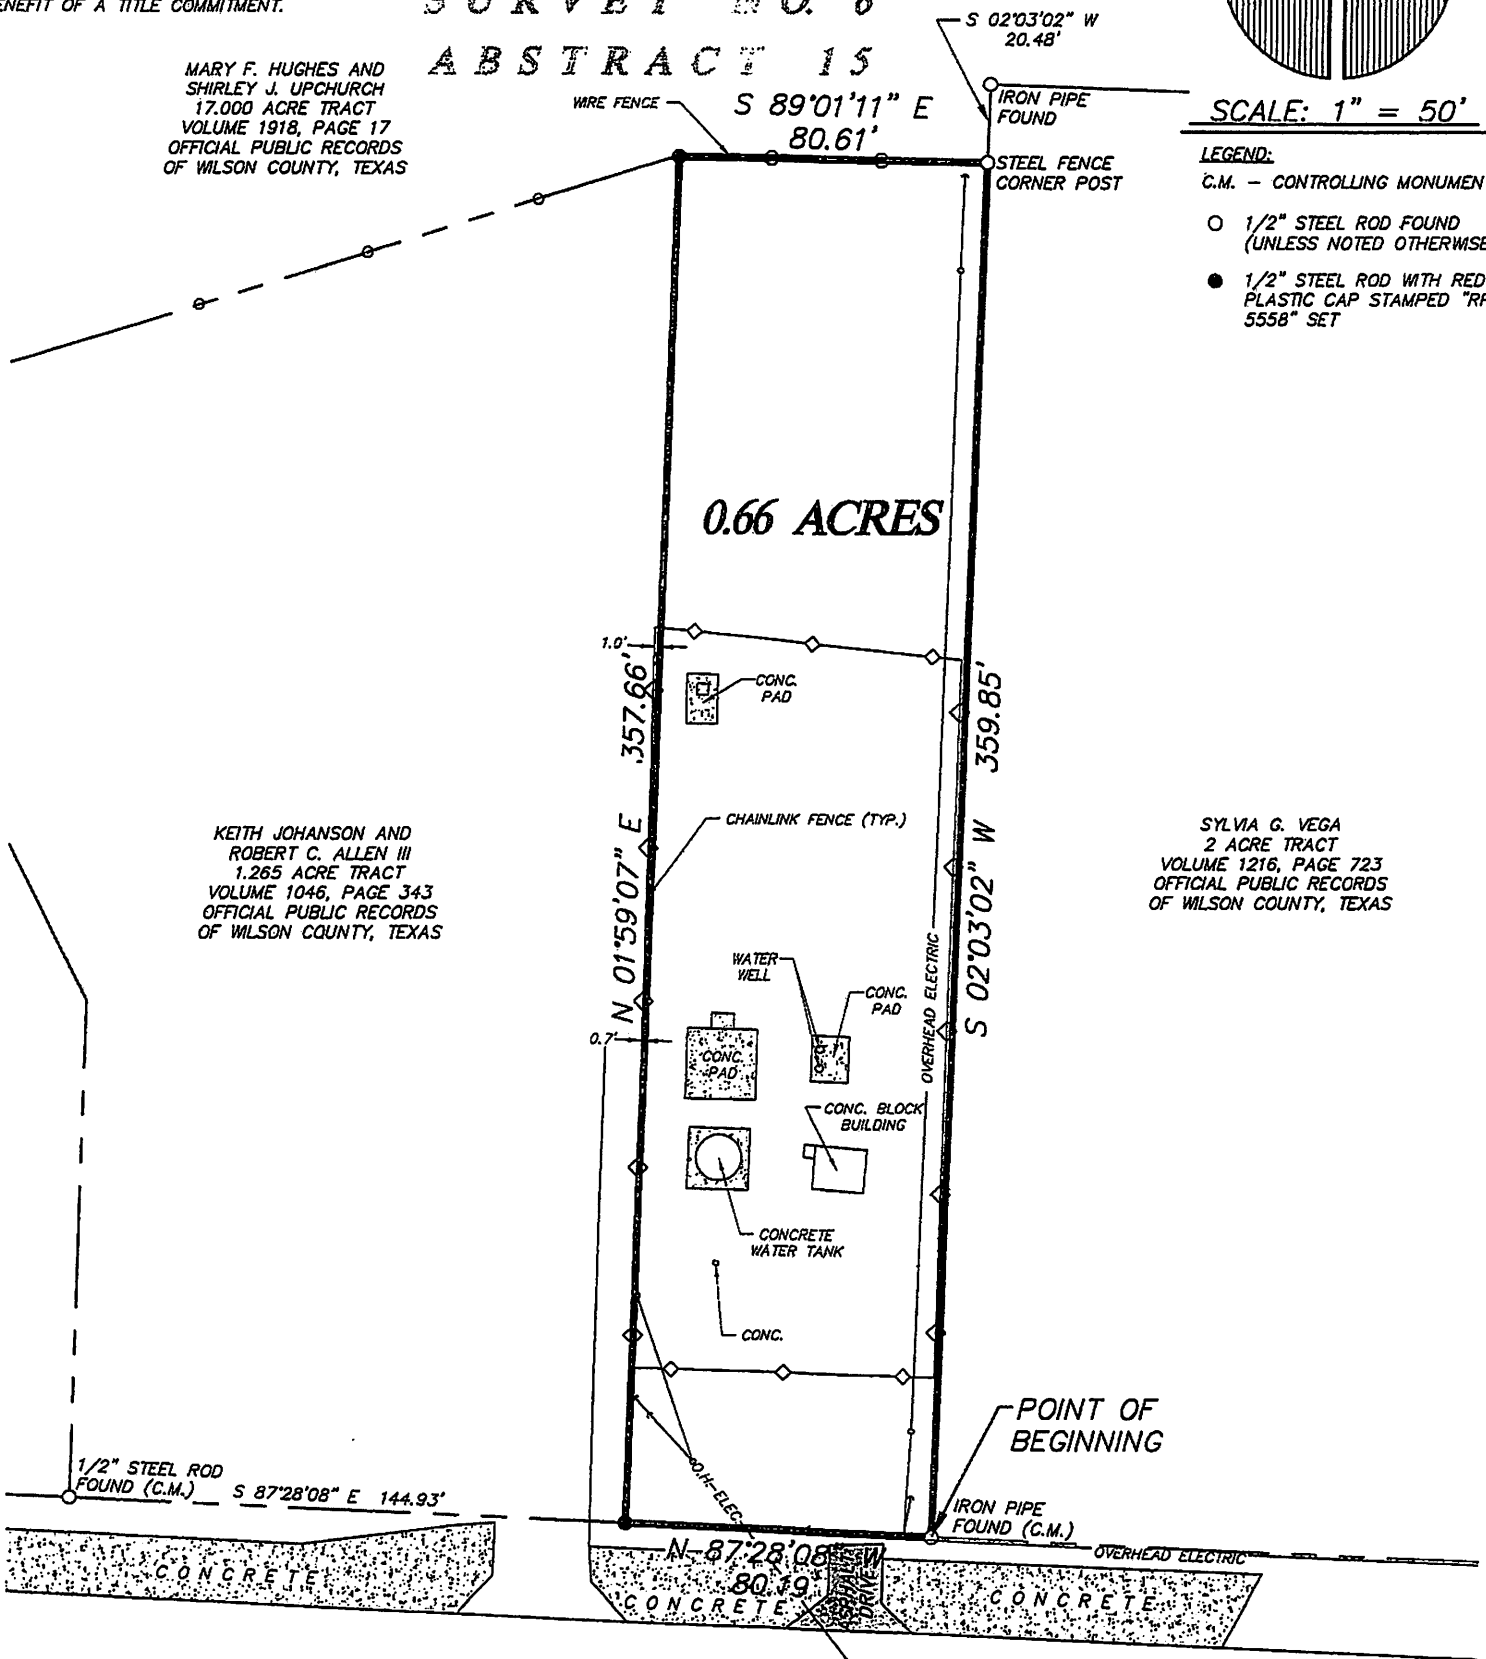 BENEFIT OF A TITLE COMMITMENT.
SURVEY NO. 6
ABSTRACT 15
MARY F. HUGHES AND
SHIRLEY J. UPCHURCH
17.000 ACRE TRACT
VOLUME 1918, PAGE 17
OFFICIAL PUBLIC RECORDS
OF WILSON COUNTY, TEXAS
WIRE FENCE
S 89°01'11" E
80.61'
S 02°03'02" W
20.48'
IRON PIPE
FOUND
STEEL FENCE
CORNER POST
SCALE: 1" = 50'
LEGEND:
C.M. - CONTROLLING MONUMEN
1/2" STEEL ROD FOUND
(UNLESS NOTED OTHERWISE
1/2" STEEL ROD WITH RED
PLASTIC CAP STAMPED "RP
5558" SET
0.66 ACRES
1.0'
CONC.
PAD
N 01°59'07" E 357.66'
S 02°03'02" W 359.85'
CHAINLINK FENCE (TYP.)
KEITH JOHANSON AND
ROBERT C. ALLEN III
1.265 ACRE TRACT
VOLUME 1046, PAGE 343
OFFICIAL PUBLIC RECORDS
OF WILSON COUNTY, TEXAS
SYLVIA G. VEGA
2 ACRE TRACT
VOLUME 1216, PAGE 723
OFFICIAL PUBLIC RECORDS
OF WILSON COUNTY, TEXAS
WATER
WELL
CONC.
PAD
OVERHEAD ELECTRIC
0.7'
CONC.
PAD
CONC. BLOCK
BUILDING
CONCRETE
WATER TANK
CONC.
POINT OF
BEGINNING
1/2" STEEL ROD
FOUND (C.M.)
S 87°28'08" E 144.93'
O.H. ELEC.
IRON PIPE
FOUND (C.M.)
OVERHEAD ELECTRIC
N 87°28'08" W
80.19'
CONCRETE
CONCRETE
ASPHALT
DRIVE
CONCRETE